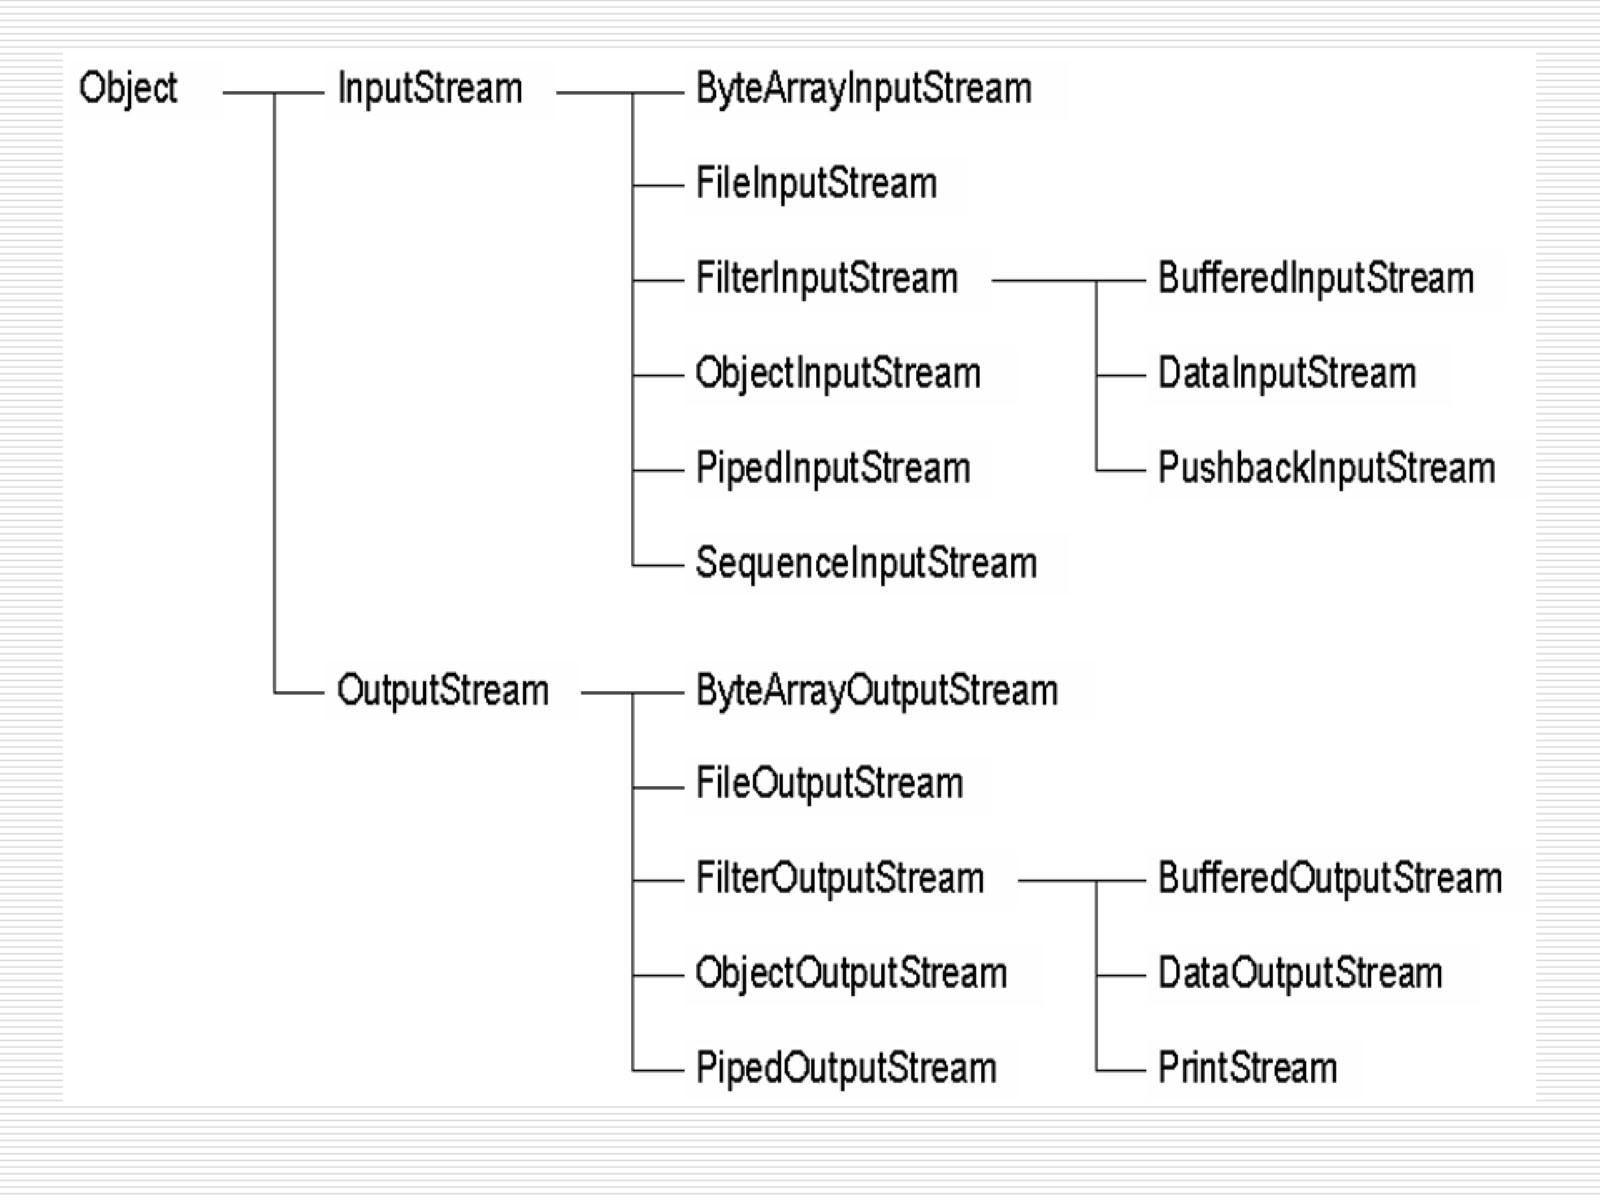 Object InputStream ByteArrayInputStream
FileInputStream
FilterInputStream BufferedInputStream
ObjectInputStream DataInputStream
PipedInputStream PushbackInputStream
SequenceInputStream
OutputStream ByteArrayOutputStream
FileOutputStream
FilterOutputStream BufferedOutputStream
ObjectOutputStream DataOutputStream
PipedOutputStream PrintStream